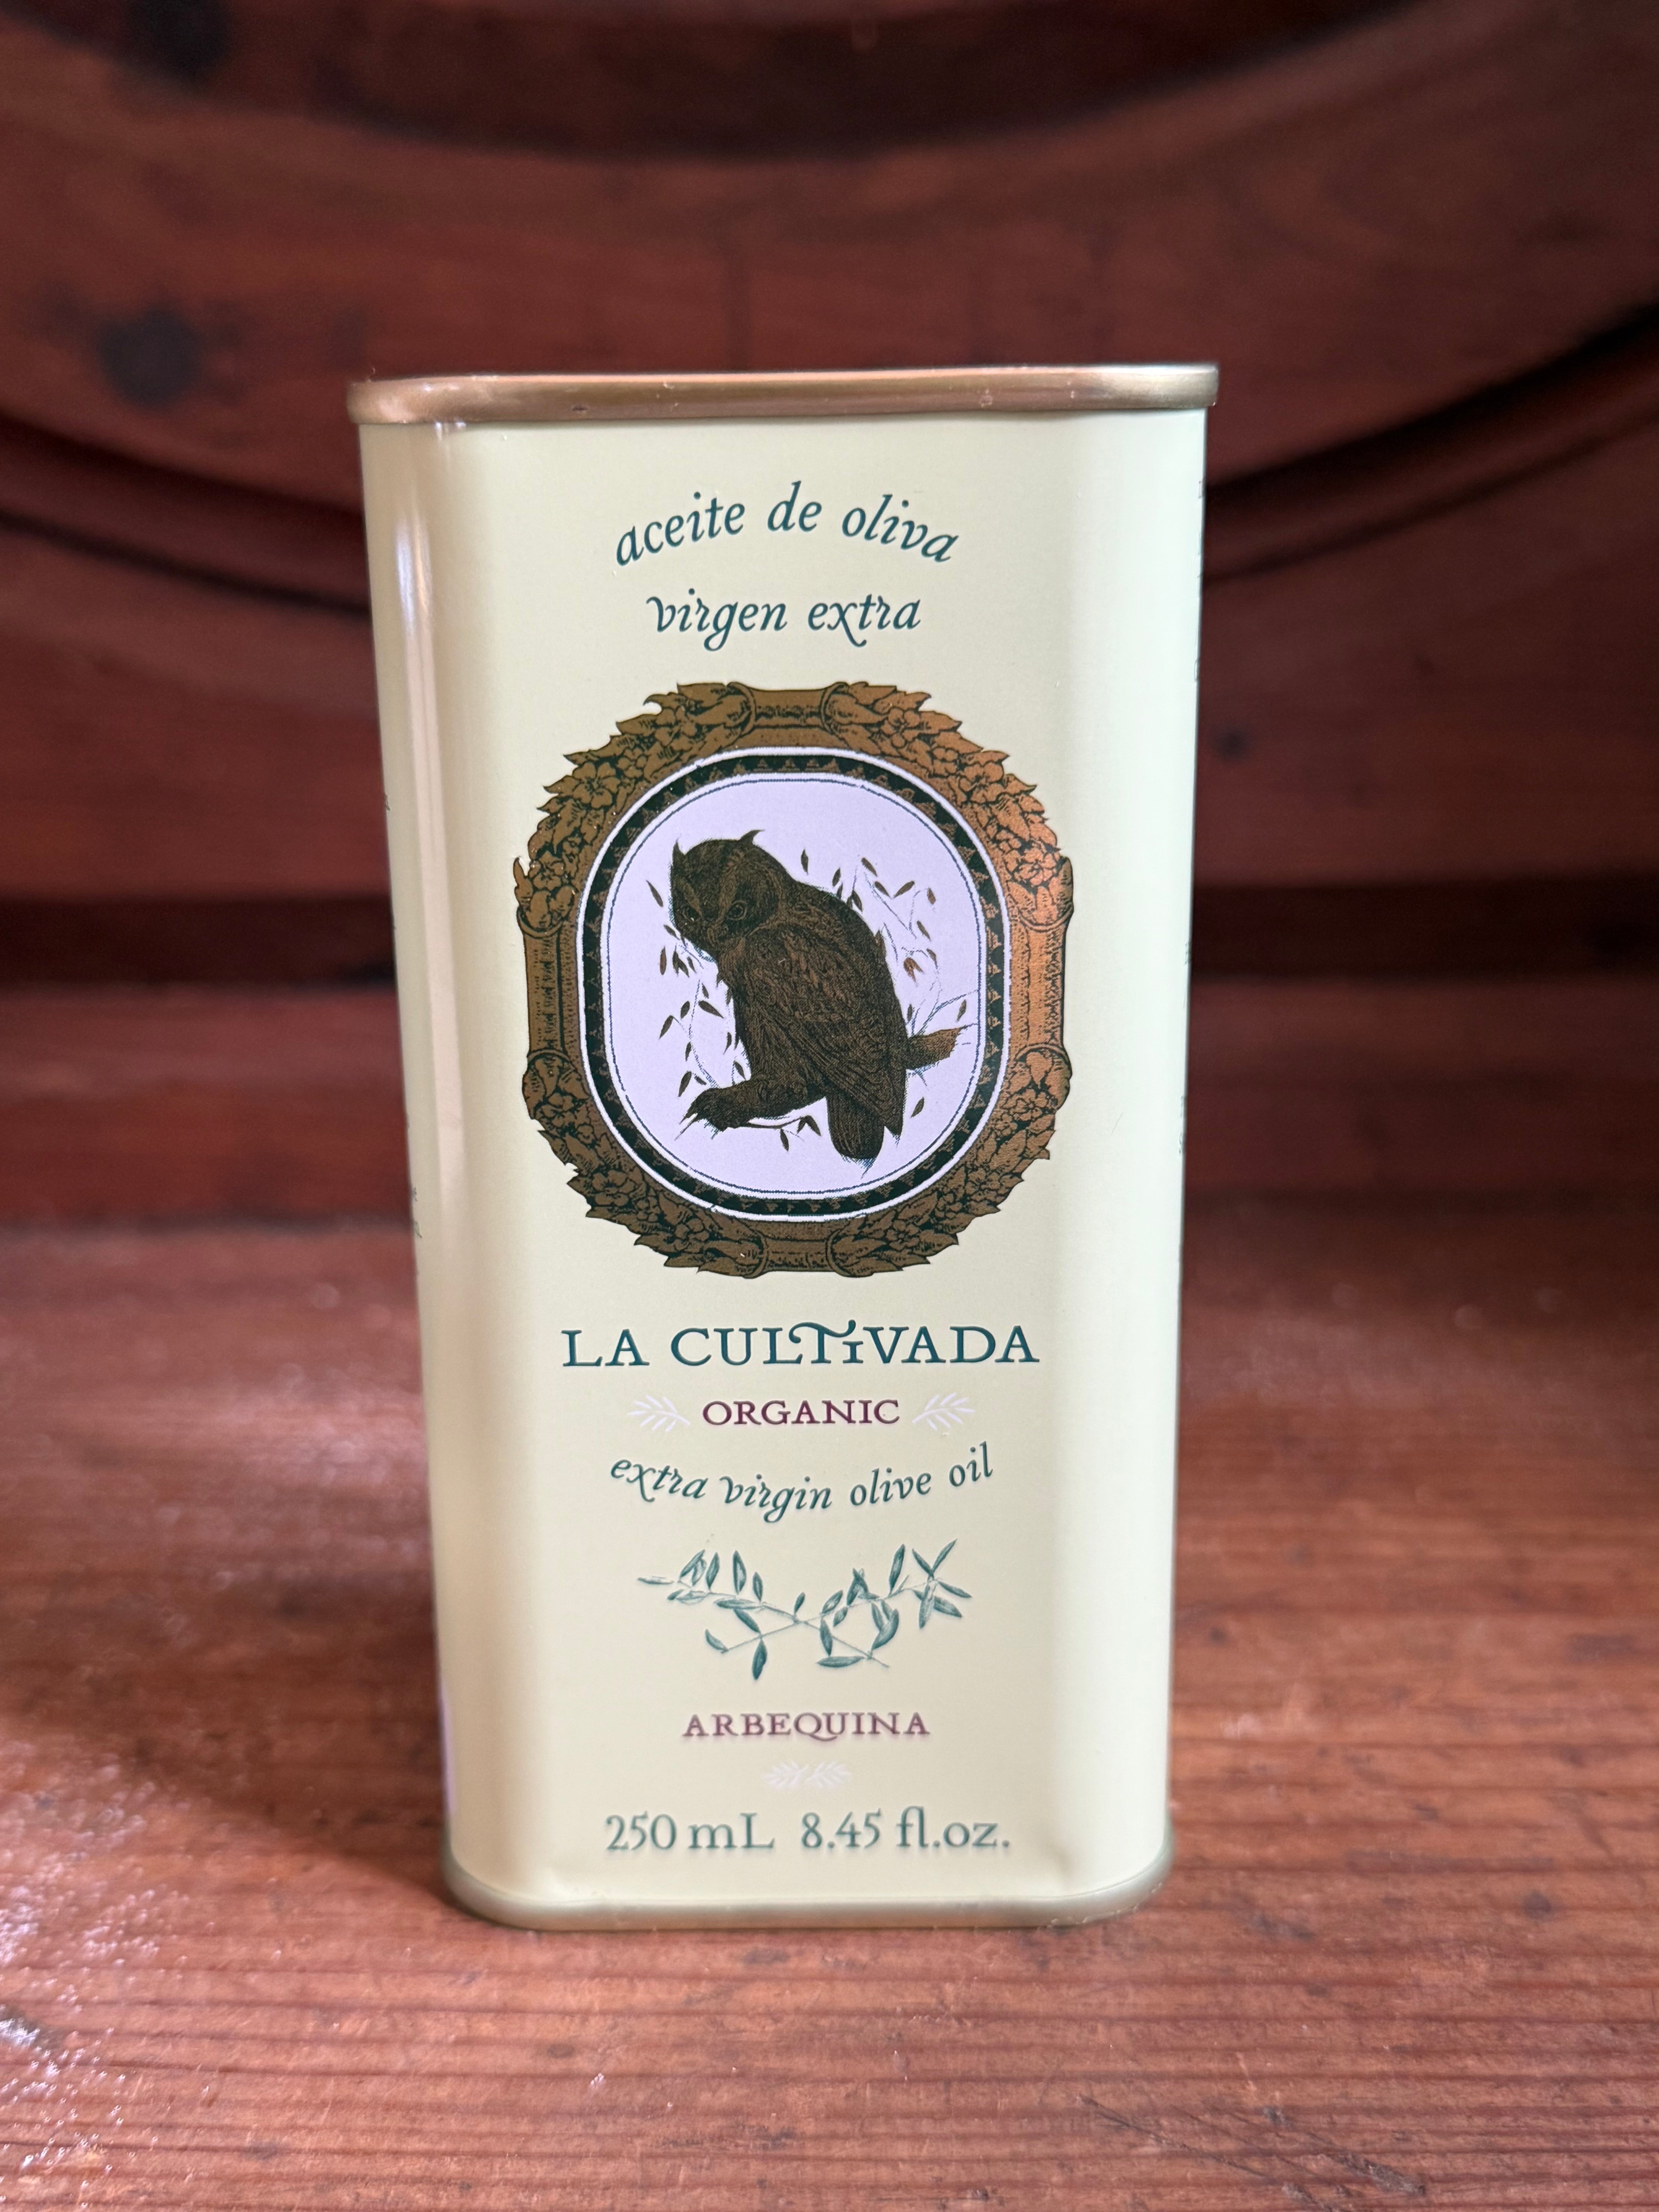 aceite de oliva
virgen extra
LA CULTiVADA
ORGANIC
extra virgin olive oil
ARBEQUINA
250 mL 8.45 fl.oz.